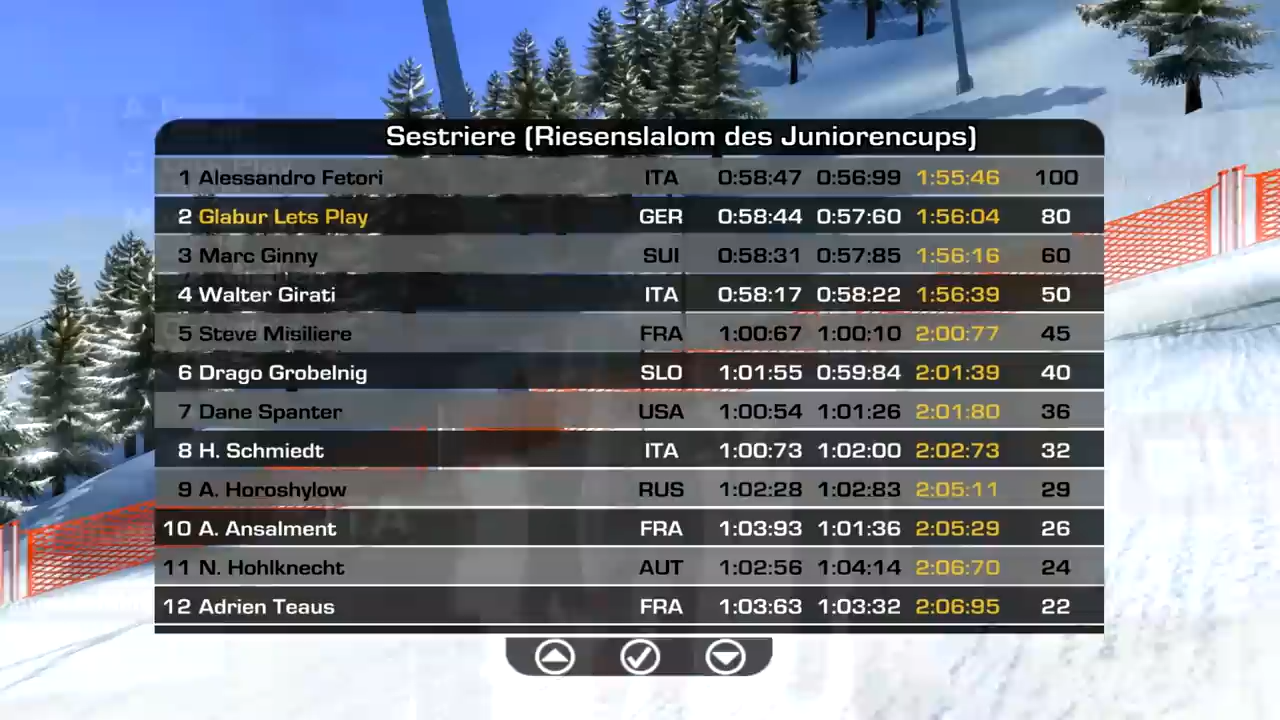 Sestriere (Riesenslalom des Juniorencups)
1 Alessandro Fetori ITA 0:58:47 0:56:99 1:55:46 100
2 Glabur Lets Play GER 0:58:44 0:57:60 1:56:04 80
3 Marc Ginny SUI 0:58:31 0:57:85 1:56:16 60
4 Walter Girati ITA 0:58:17 0:58:22 1:56:39 50
5 Steve Misiliere FRA 1:00:67 1:00:10 2:00:77 45
6 Drago Grobelnig SLO 1:01:55 0:59:84 2:01:39 40
7 Dane Spanter USA 1:00:54 1:01:26 2:01:80 36
8 H. Schmiedt ITA 1:00:73 1:02:00 2:02:73 32
9 A. Horoshylow RUS 1:02:28 1:02:83 2:05:11 29
10 A. Ansalment FRA 1:03:93 1:01:36 2:05:29 26
11 N. Hohlknecht AUT 1:02:56 1:04:14 2:06:70 24
12 Adrien Teaus FRA 1:03:63 1:03:32 2:06:95 22